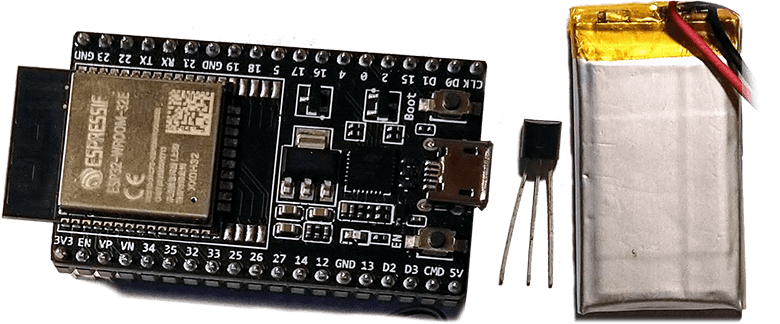 GND 23 22 TX RX 21 GND 19 18 5 17 16 4 0 2 15 D1 D0 CLK
Boot
ESPRESSIF
ESP32-WROOM-32E
CE
EN
3V3 EN VP VN 34 35 32 33 25 26 27 14 12 GND 13 D2 D3 CMD 5V